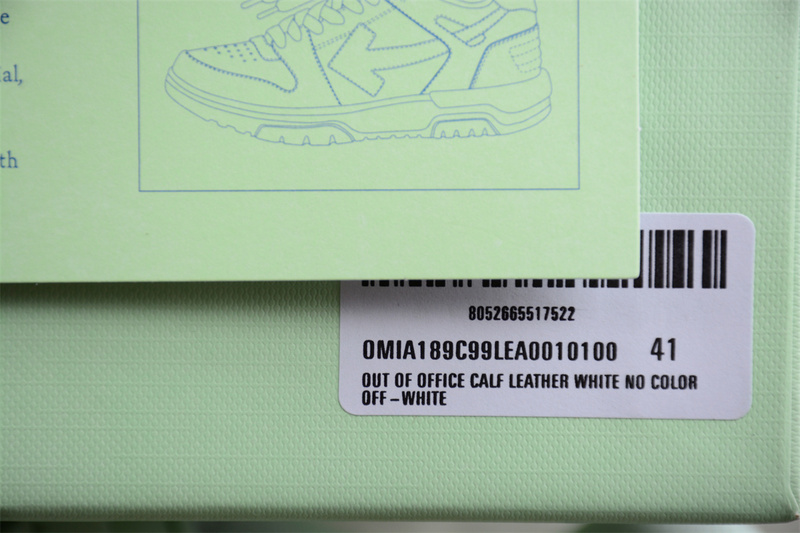 8052665517522
OMIA189C99LEA0010100 41
OUT OF OFFICE CALF LEATHER WHITE NO COLOR
OFF-WHITE